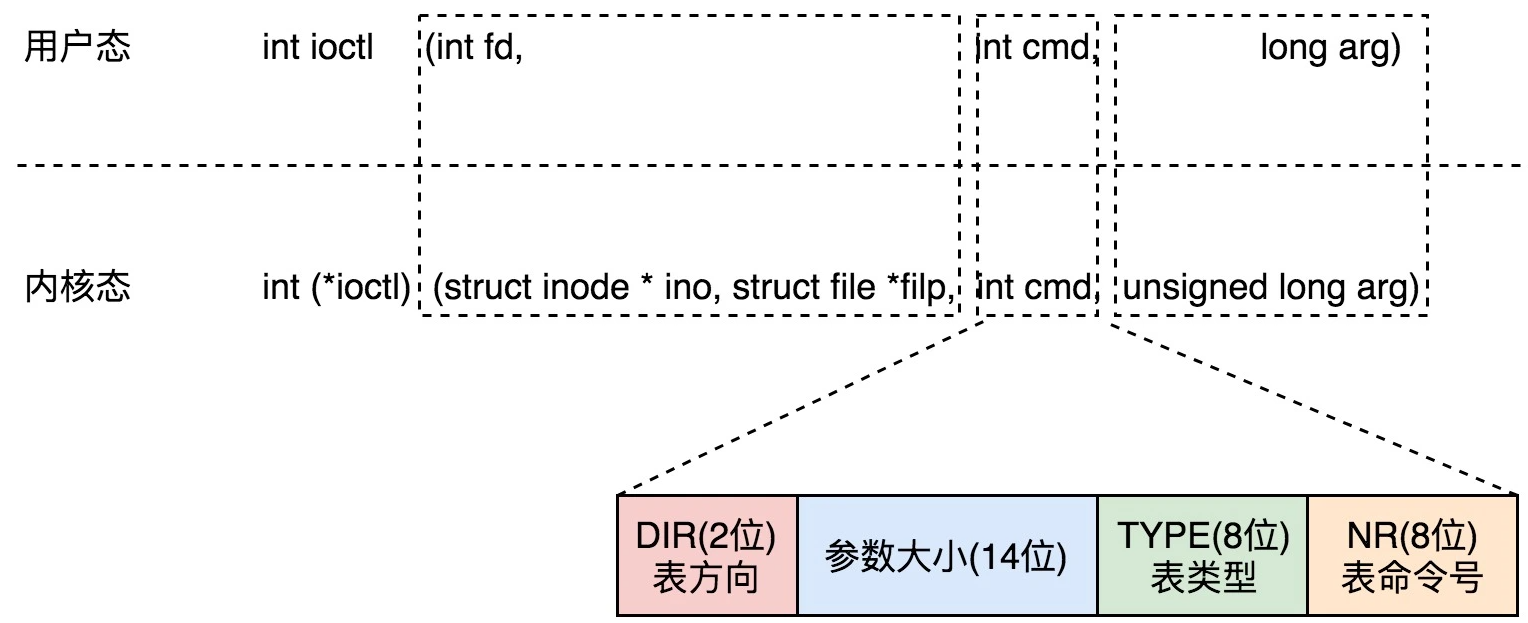 用户态 int ioctl (int fd, int cmd, long arg)
内核态 int (*ioctl) (struct inode * ino, struct file *filp, int cmd, unsigned long arg)
DIR(2位)
表方向
参数大小(14位)
TYPE(8位)
表类型
NR(8位)
表命令号